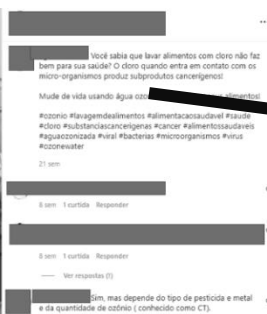 Você sabia que lavar alimentos com cloro não faz
bem para sua saúde? O cloro quando entra em contato com os
micro-organismos produz subprodutos cancerígenos!
Mude de vida usando água alimentos!
#ozonio #lavagemdealimentos #alimentacaosaudavel #saude
#cloro #substanciascancerigenas #cancer #alimentossaudaveis
#aguaozonizada #viral #bacterias #microorganismos #virus
#ozonewater
21 sem
8 sem 1 curtida Responder
8 sem 1 curtida Responder
Ver respostas (1)
Sim, mas depende do tipo de pesticida e metal
e da quantidade de ozônio ( conhecido como CT).